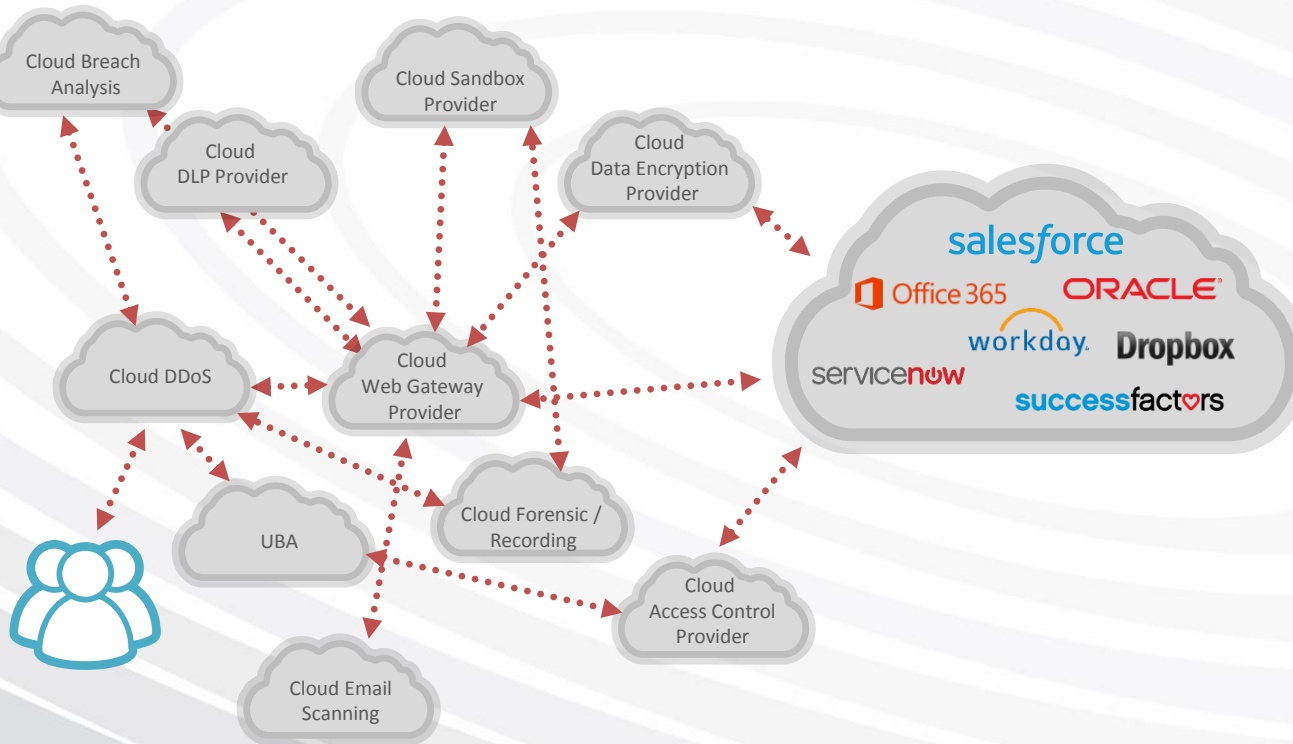 Cloud Breach
Analysis
Cloud Sandbox
Provider
Cloud
DLP Provider
Cloud
Data Encryption
Provider
salesforce
Office 365
ORACLE
workday.
Dropbox
servicenow
successfactors
Cloud DDoS
Cloud
Web Gateway
Provider
UBA
Cloud Forensic /
Recording
Cloud
Access Control
Provider
Cloud Email
Scanning